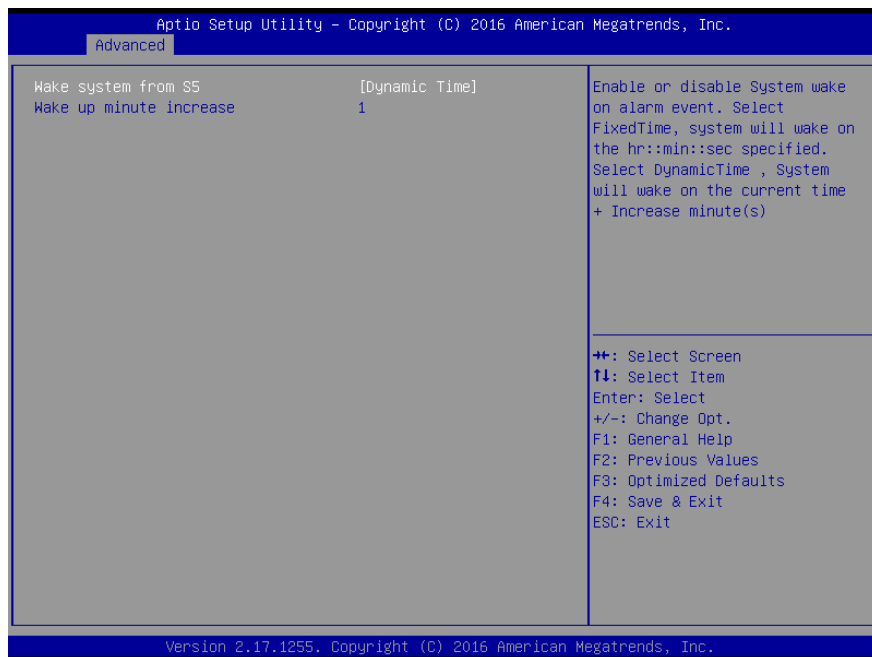 Aptio Setup Utility – Copyright (C) 2016 American Megatrends, Inc.
Advanced
Wake system from S5 [Dynamic Time]
Wake up minute increase 1
Enable or disable System wake
on alarm event. Select
FixedTime, system will wake on
the hr::min::sec specified.
Select DynamicTime , System
will wake on the current time
+ Increase minute(s)
→←: Select Screen
↑↓: Select Item
Enter: Select
+/-: Change Opt.
F1: General Help
F2: Previous Values
F3: Optimized Defaults
F4: Save & Exit
ESC: Exit
Version 2.17.1255. Copyright (C) 2016 American Megatrends, Inc.